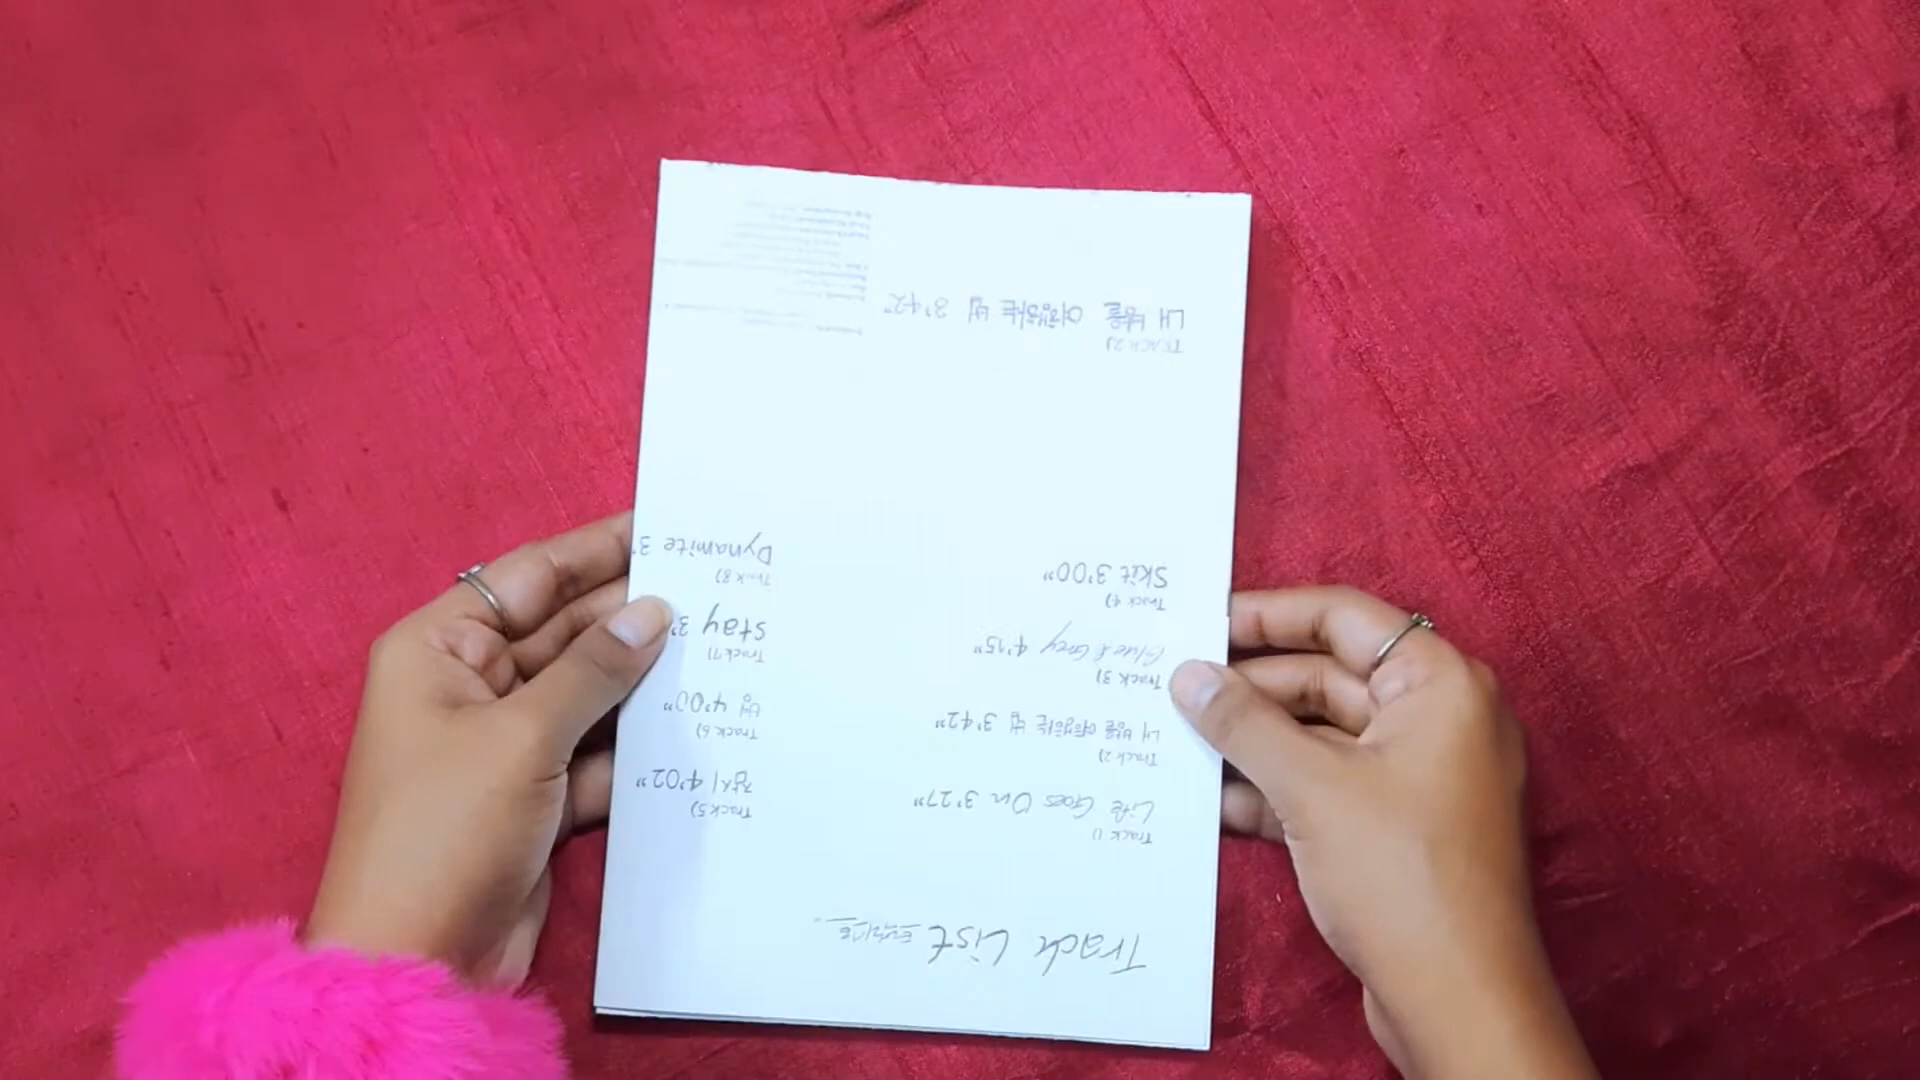 Track List 트랙리스트
Track 1)
Life Goes On 3'27"
Track 2)
내 방을 여행하는 법 3'42"
Track 3)
Blue & Grey 4'15"
Track 4)
Skit 3'00"
Track 5)
잠시 4'02"
Track 6)
병 4'00"
Track 7)
Stay 3'
Track 8)
Dynamite 3'
TRACK 2)
내 방을 여행하는 법 3'42"